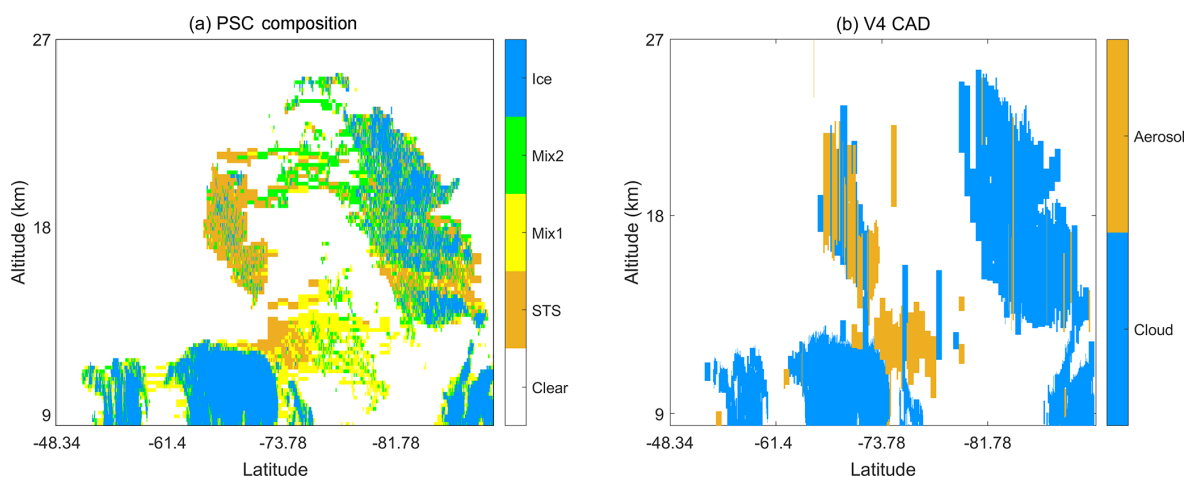 (a) PSC composition
27
18
9
Altitude (km)
-48.34 -61.4 -73.78 -81.78
Latitude
Ice
Mix2
Mix1
STS
Clear
(b) V4 CAD
27
18
9
Altitude (km)
-48.34 -61.4 -73.78 -81.78
Latitude
Aerosol
Cloud